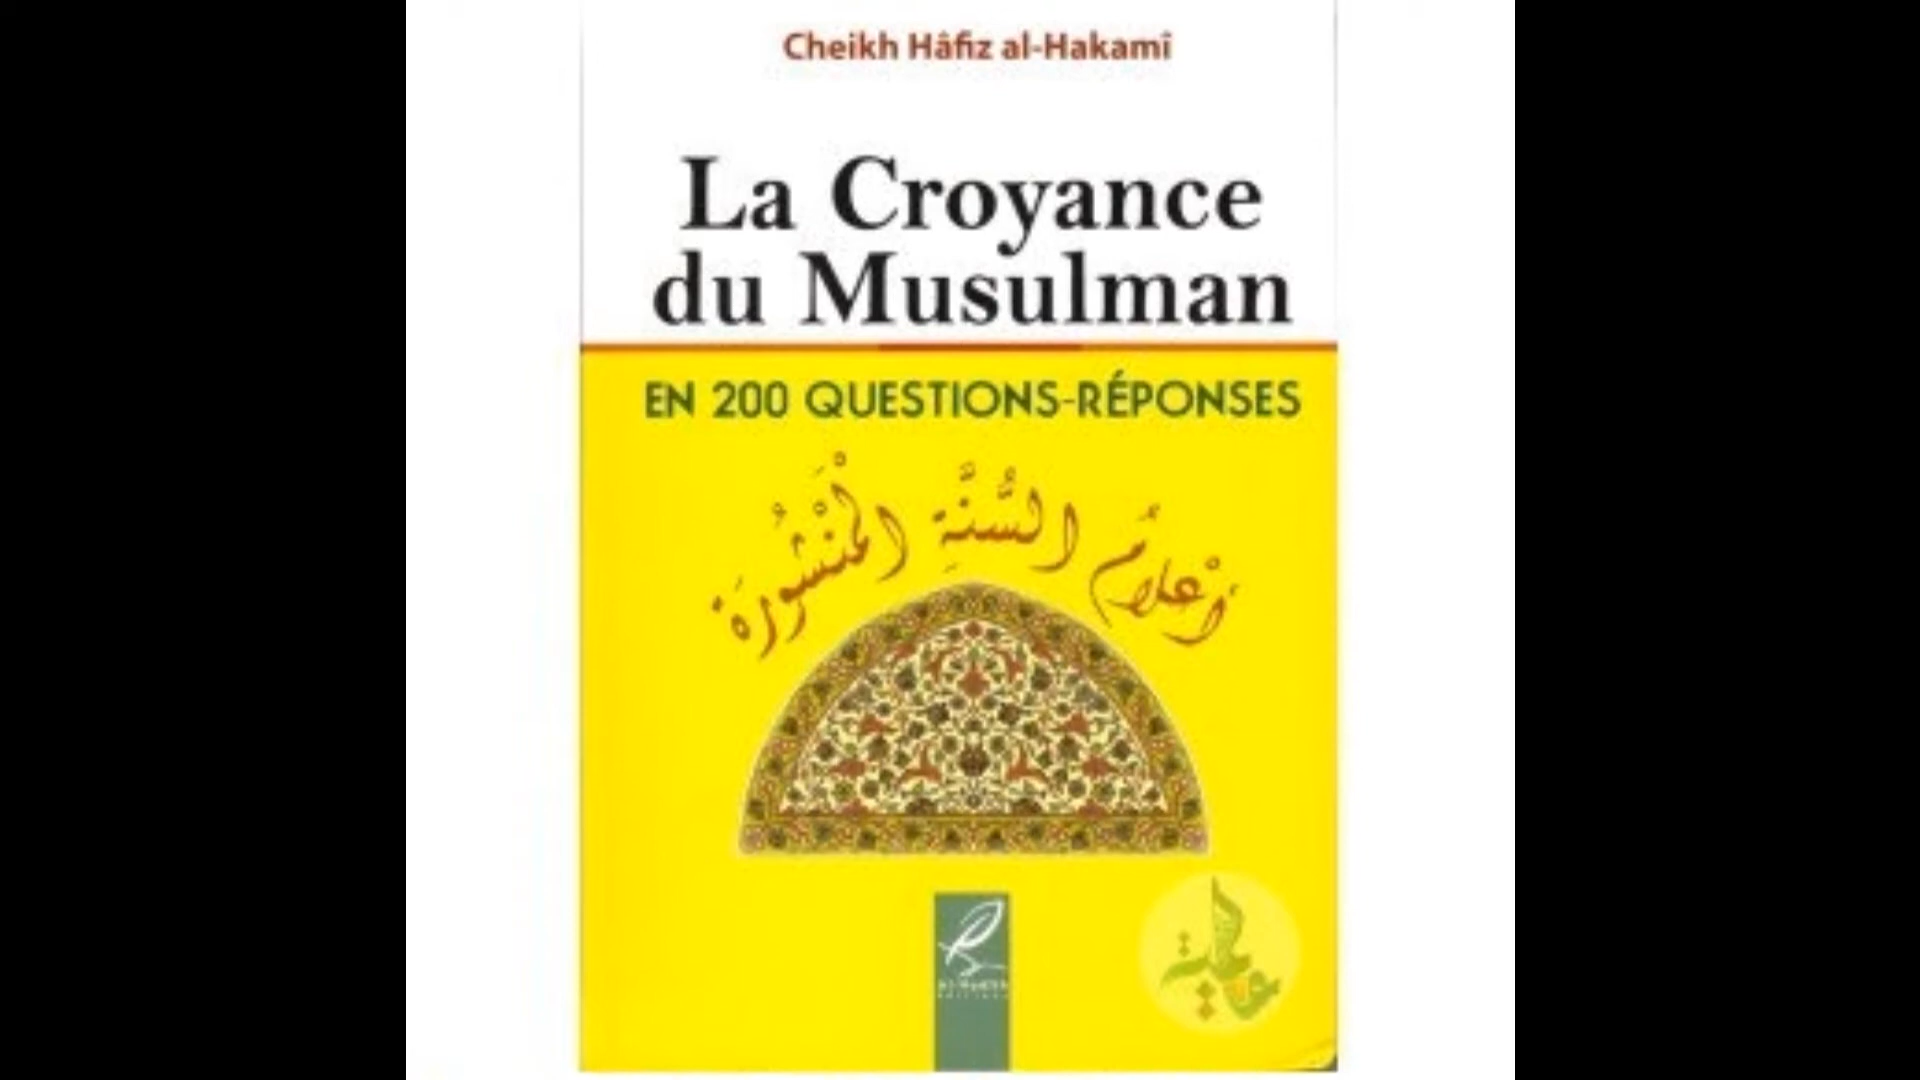 Cheikh Hâfiz al-Hakamî
La Croyance
du Musulman
EN 200 QUESTIONS-RÉPONSES
أَعْلَامُ السُّنَّةِ الْمَنْشُورَة